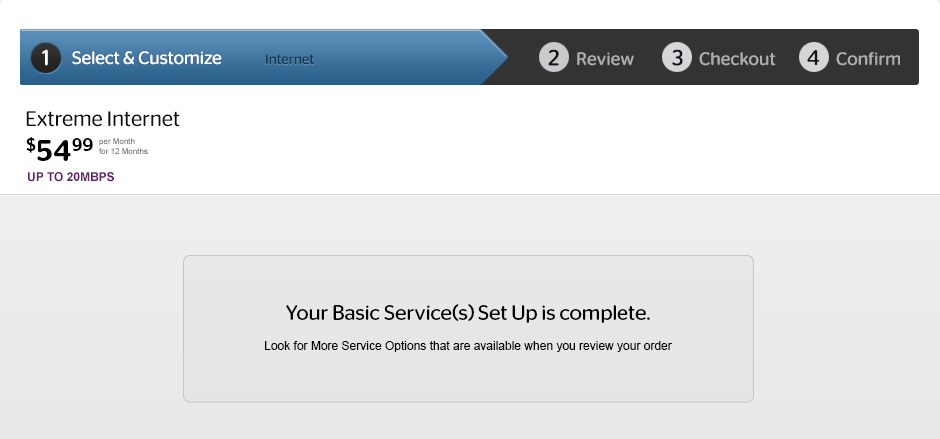 1 Select & Customize Internet 2 Review 3 Checkout 4 Confirm
Extreme Internet
$54.99 per Month
for 12 Months
UP TO 20MBPS
Your Basic Service(s) Set Up is complete.
Look for More Service Options that are available when you review your order